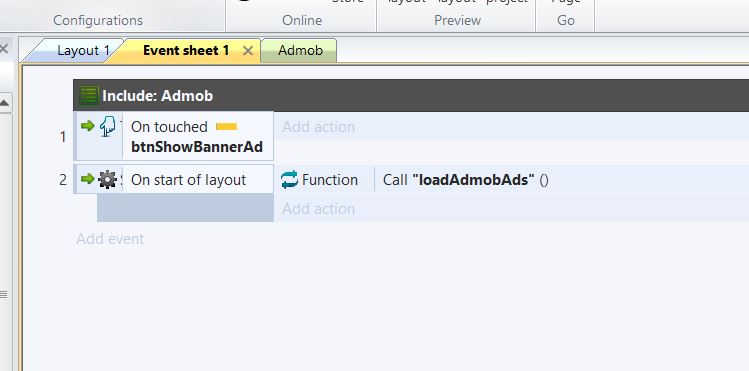 Store layout layout project Page
Configurations Online Preview Go
Layout 1 Event sheet 1 Admob
Include: Admob
1 On touched Add action
btnShowBannerAd
2 On start of layout Function Call "loadAdmobAds" ()
Add action
Add event